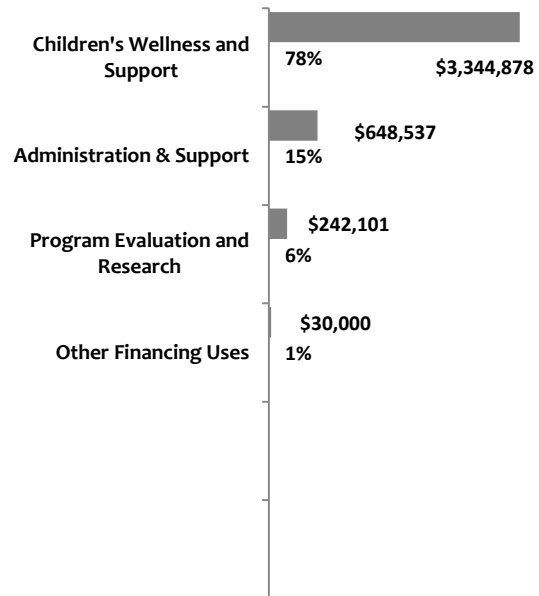 Children's Wellness and
Support
78%
$3,344,878
Administration & Support
$648,537
15%
Program Evaluation and
Research
$242,101
6%
Other Financing Uses
$30,000
1%